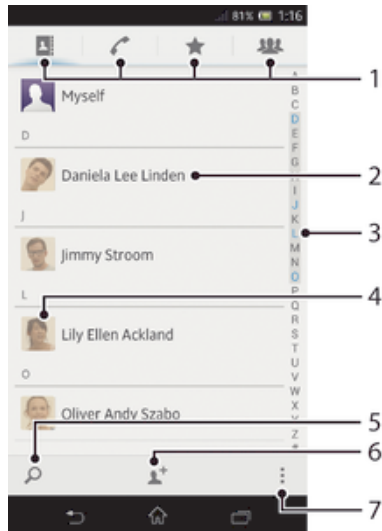 81% 1:16
1
Myself
D
Daniela Lee Linden
2
J
Jimmy Stroom
L
4
Lily Ellen Ackland
O
Oliver Andy Szabo
A
B
C
D
E
F
G
H
I
J
K
L
M
N
O
P
Q
R
S
T
U
V
W
X
Z
#
3
5
6
7